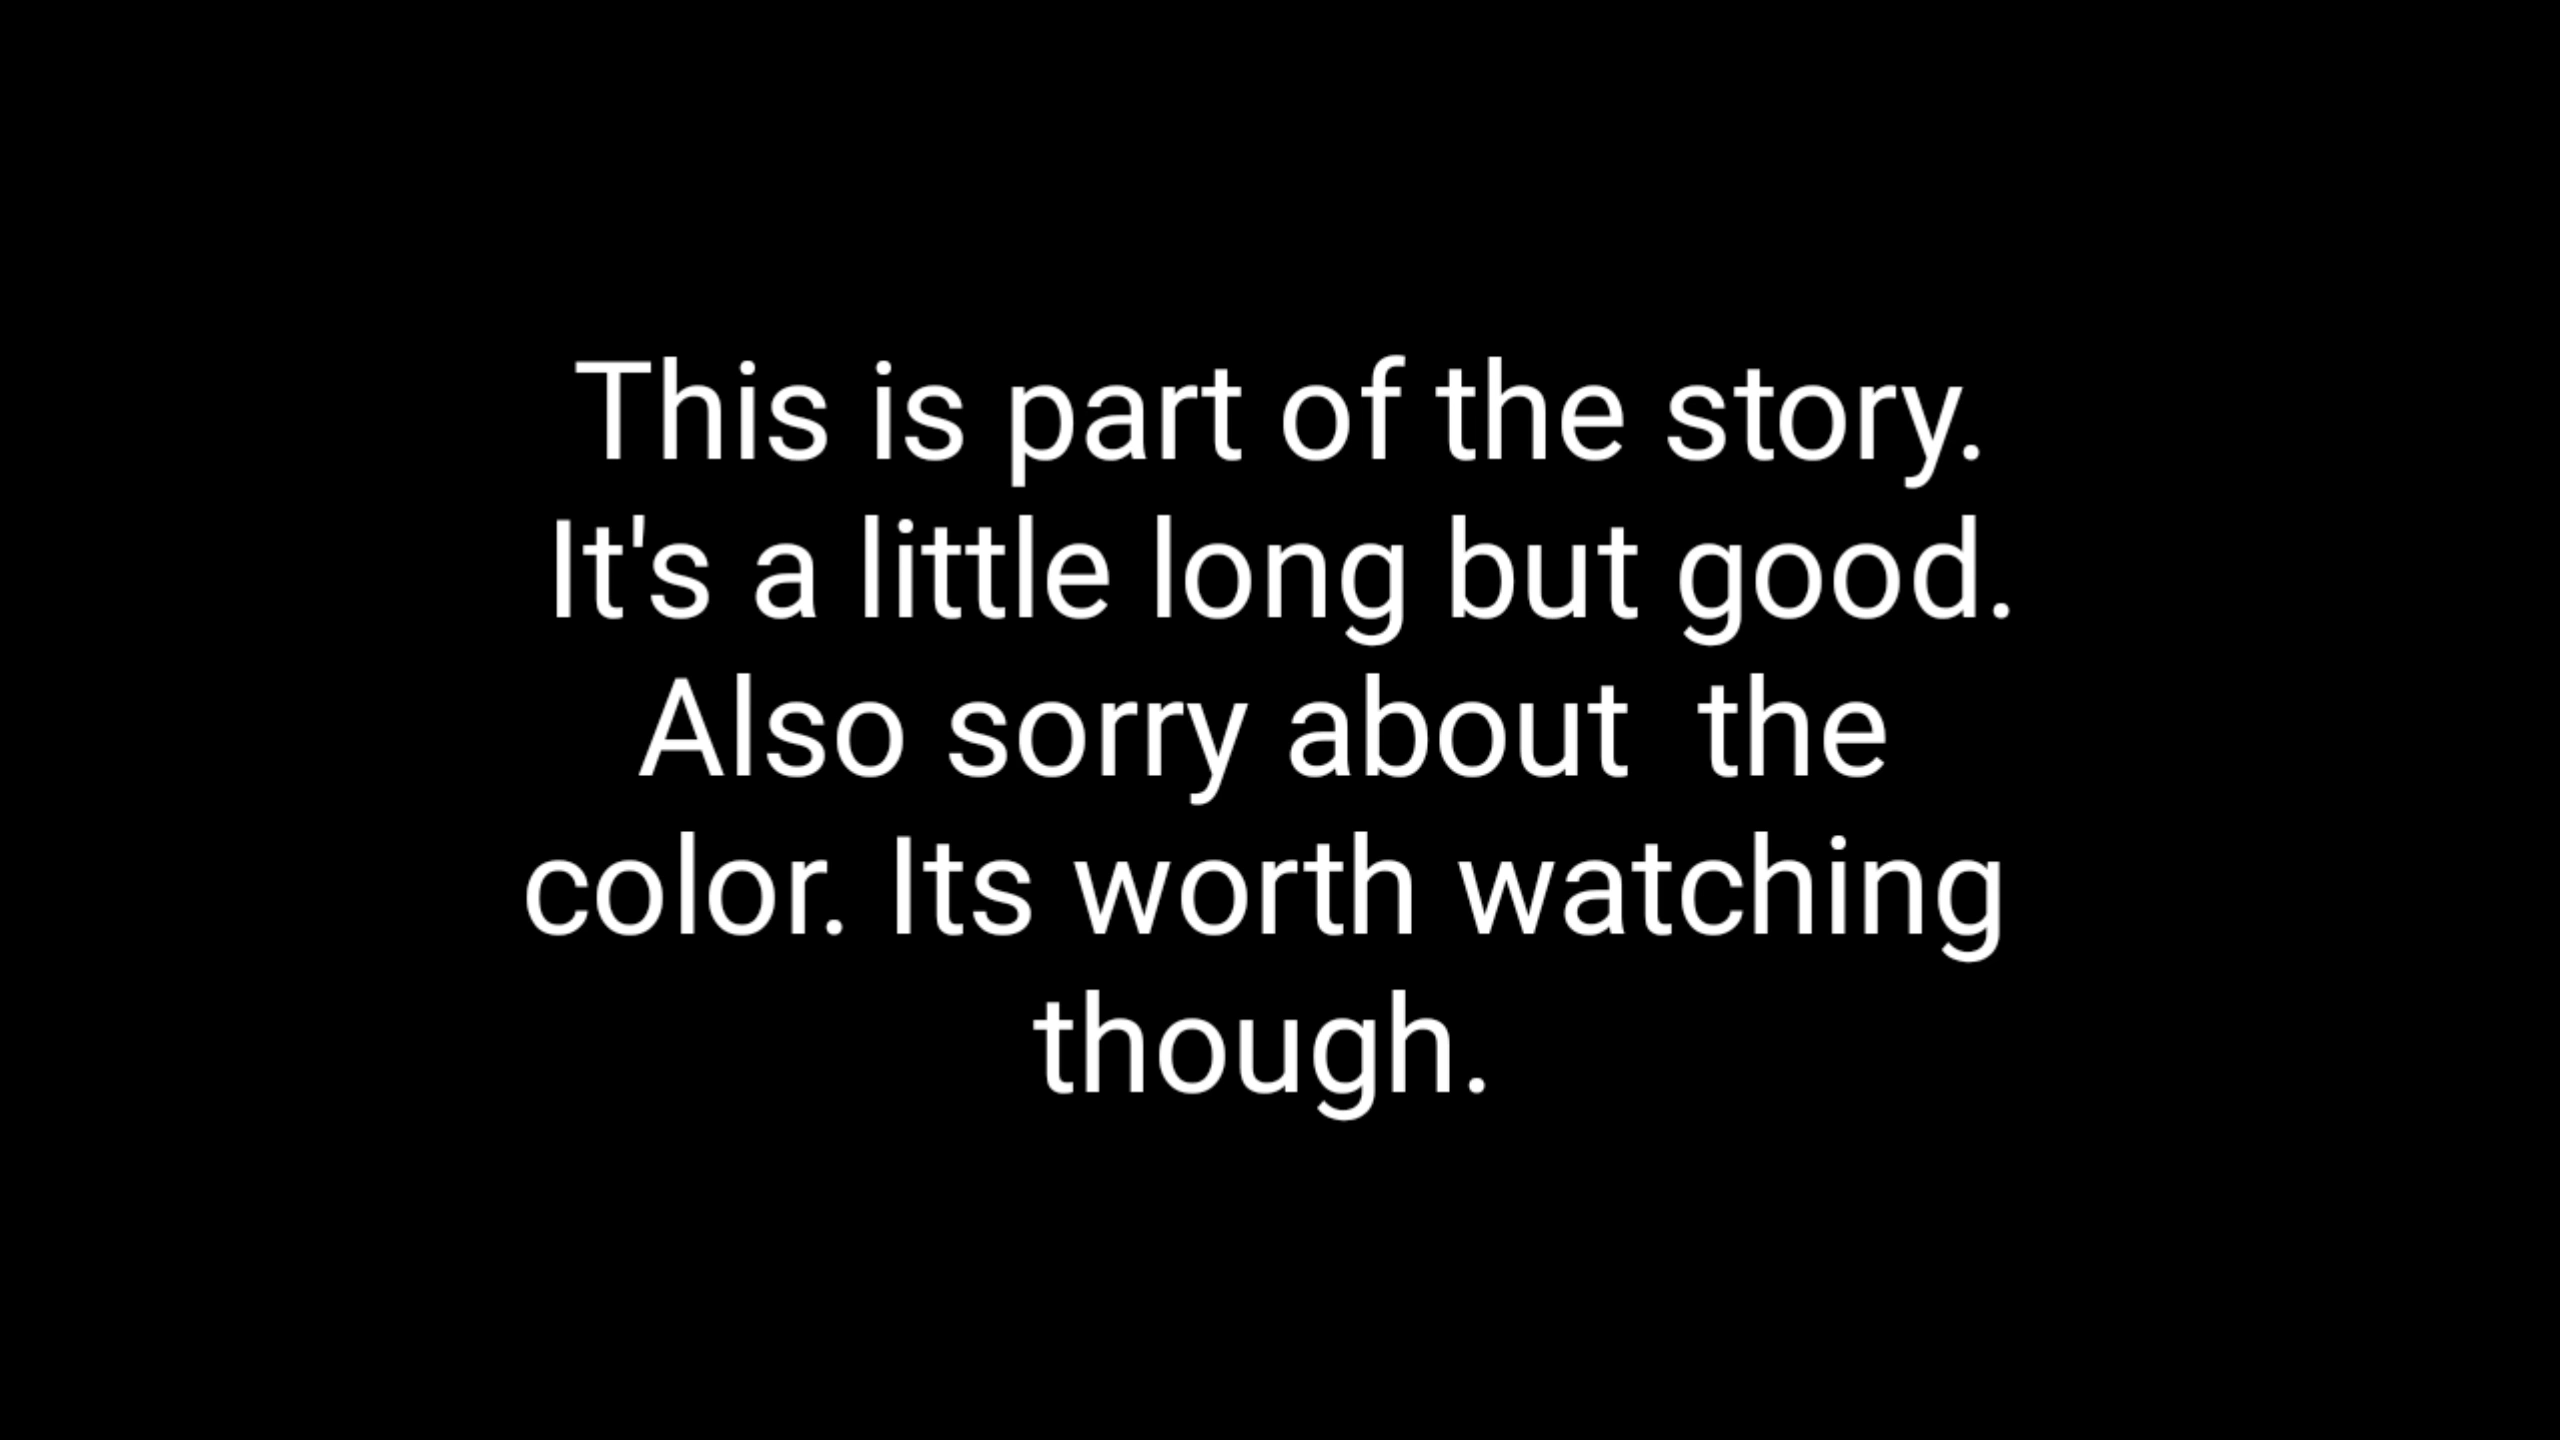 This is part of the story.
It's a little long but good.
Also sorry about  the
color. Its worth watching
though.